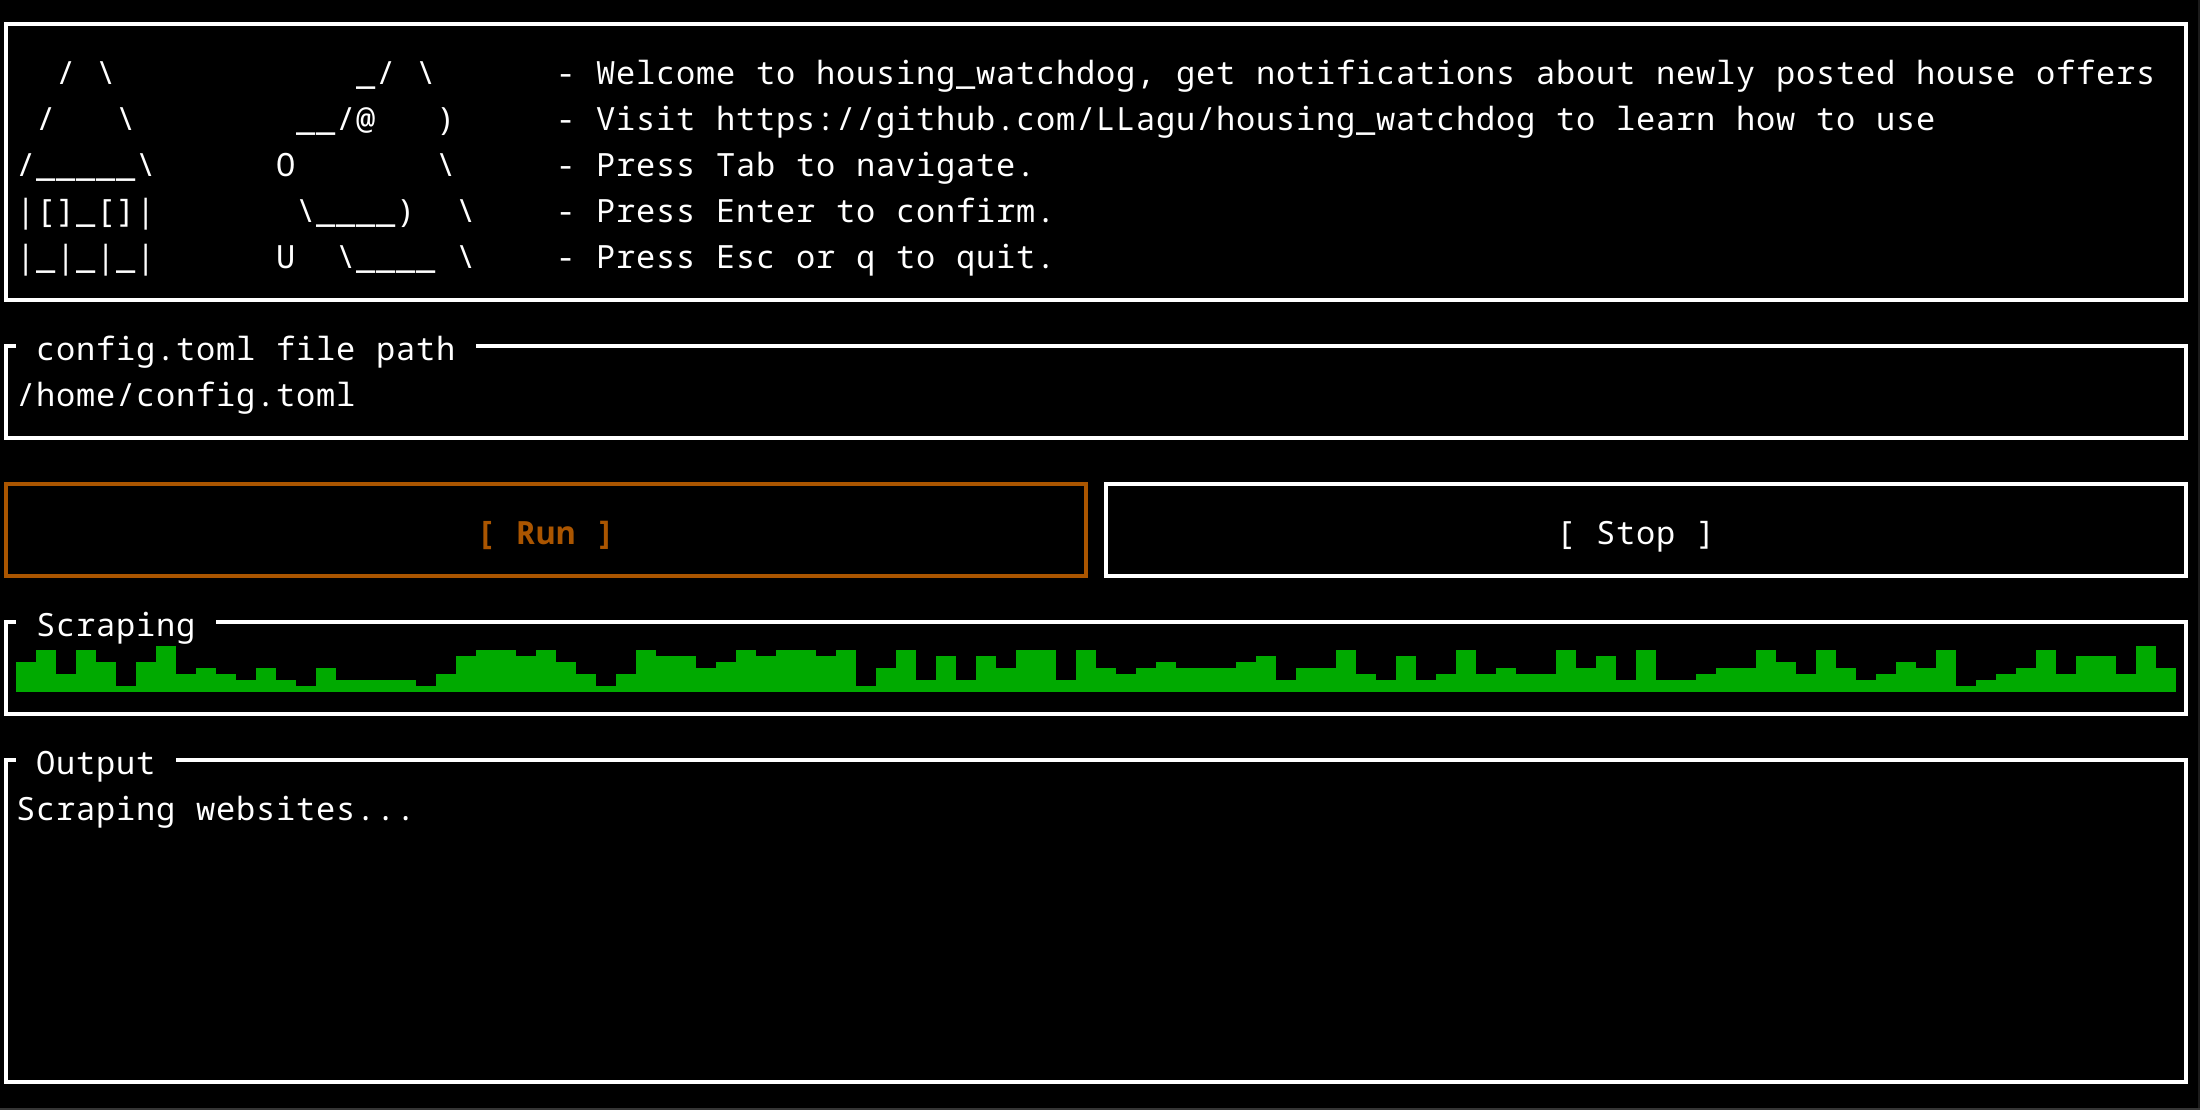 / \            _/ \      - Welcome to housing_watchdog, get notifications about newly posted house offers
 /   \        __/@   )     - Visit https://github.com/LLagu/housing_watchdog to learn how to use
/_____\      O       \     - Press Tab to navigate.
|[]_[]|       \____)  \    - Press Enter to confirm.
|_|_|_|      U  \____ \    - Press Esc or q to quit.
config.toml file path
/home/config.toml
[ Run ]    [ Stop ]
Scraping
Output
Scraping websites...